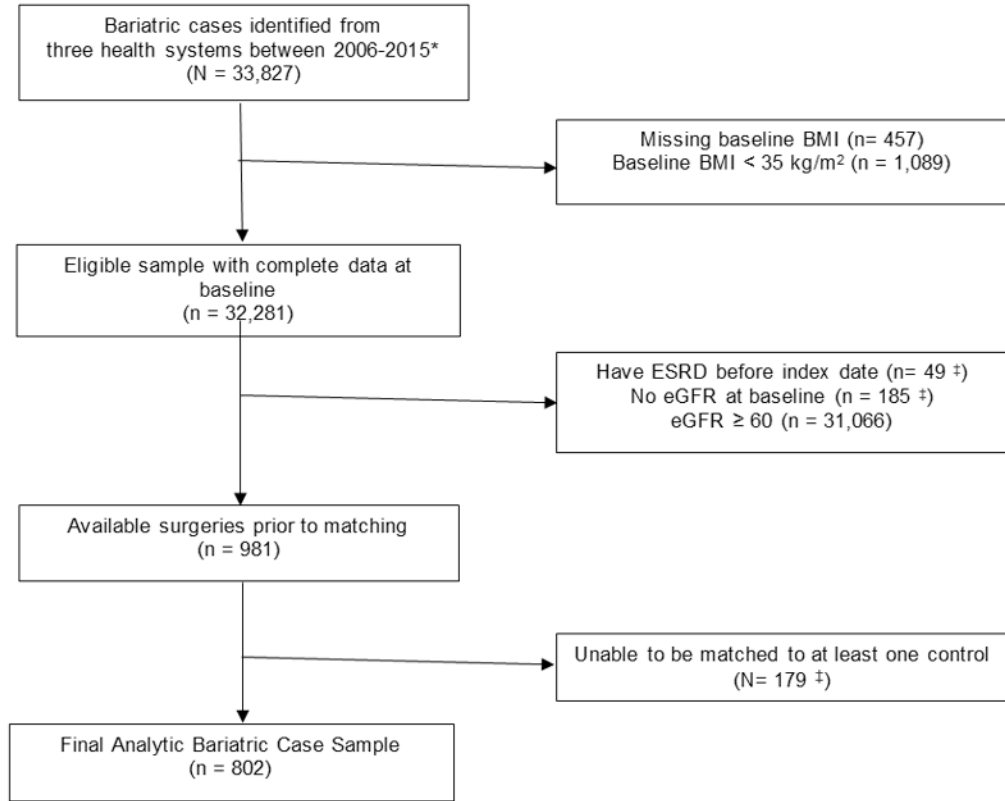 Bariatric cases identified from
three health systems between 2006-2015*
(N = 33,827)
Missing baseline BMI (n= 457)
Baseline BMI < 35 kg/m² (n = 1,089)
Eligible sample with complete data at
baseline
(n = 32,281)
Have ESRD before index date (n= 49 ‡)
No eGFR at baseline (n = 185 ‡)
eGFR ≥ 60 (n = 31,066)
Available surgeries prior to matching
(n = 981)
Unable to be matched to at least one control
(N= 179 ‡)
Final Analytic Bariatric Case Sample
(n = 802)